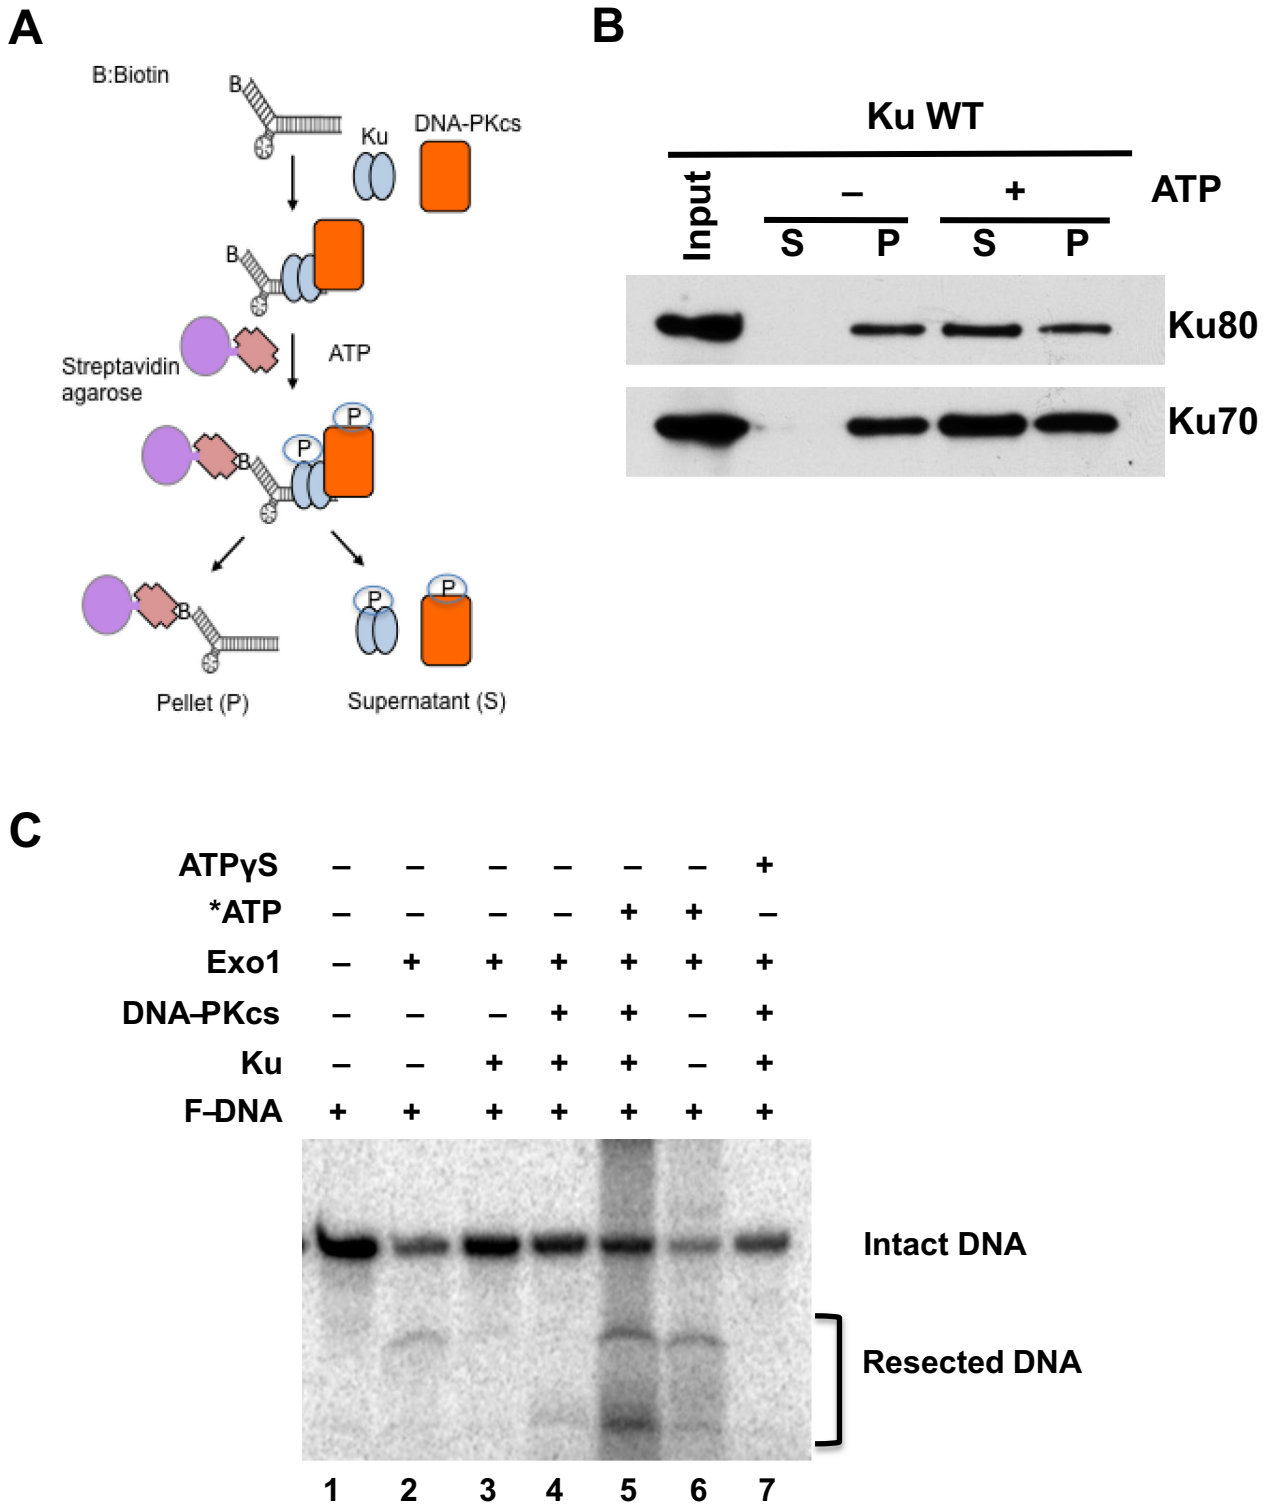 A
B:Biotin
B
Ku
DNA-PKcs
B
Streptavidin
agarose
ATP
P
P
B
P
P
B
Pellet (P)
Supernatant (S)
B
Ku WT
Input
– + ATP
S P S P
Ku80
Ku70
C
ATPγS – – – – – – +
*ATP – – – – + + –
Exo1 – + + + + + +
DNA–PKcs – – – + + – +
Ku – – + + + – +
F–DNA + + + + + + +
Intact DNA
Resected DNA
1 2 3 4 5 6 7